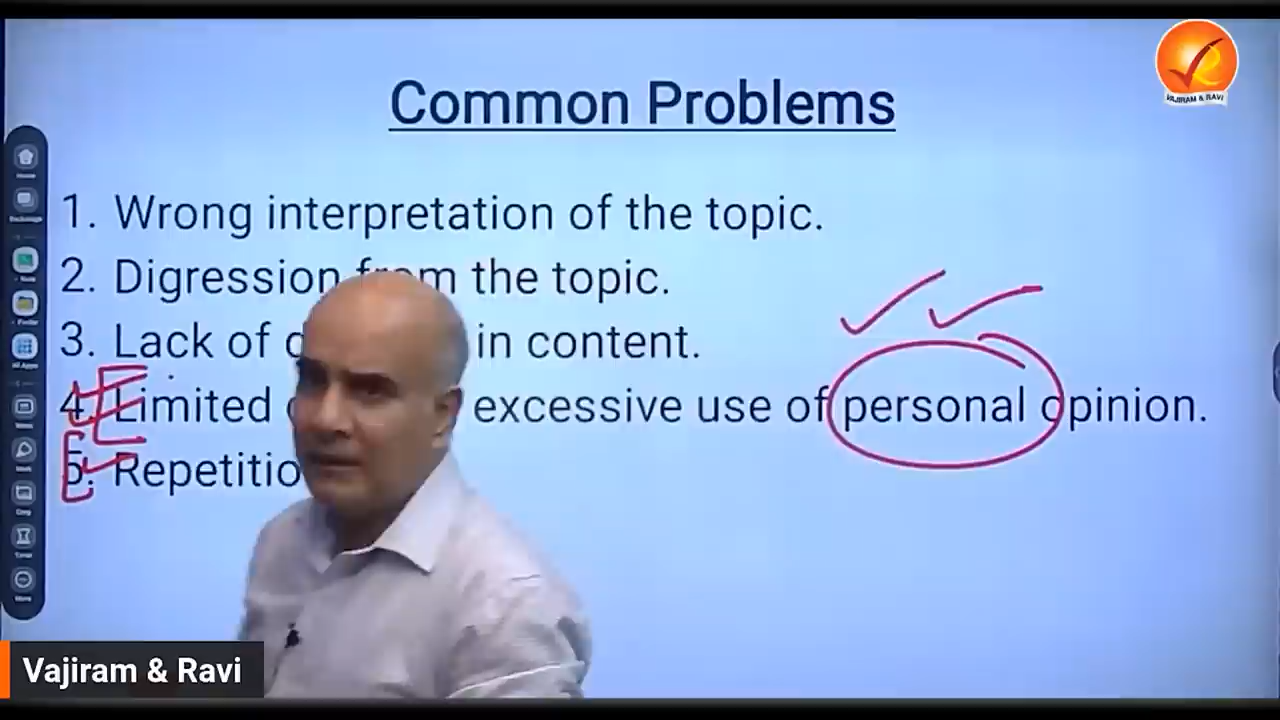 VAJIRAM & RAVI
Common Problems
1. Wrong interpretation of the topic.
2. Digression from the topic.
3. Lack of in content.
4. Limited excessive use of personal opinion.
5.
Vajiram & Ravi